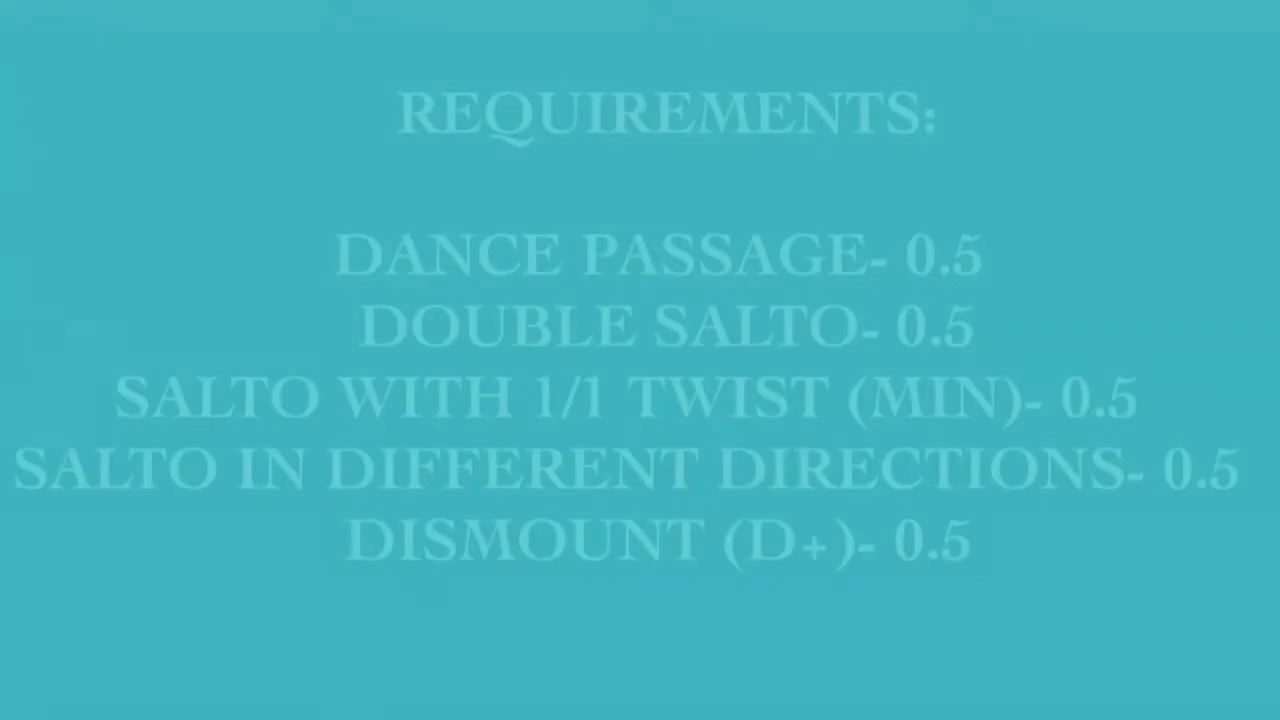 REQUIREMENTS:
DANCE PASSAGE- 0.5
DOUBLE SALTO- 0.5
SALTO WITH 1/1 TWIST (MIN)- 0.5
SALTO IN DIFFERENT DIRECTIONS- 0.5
DISMOUNT (D+)- 0.5